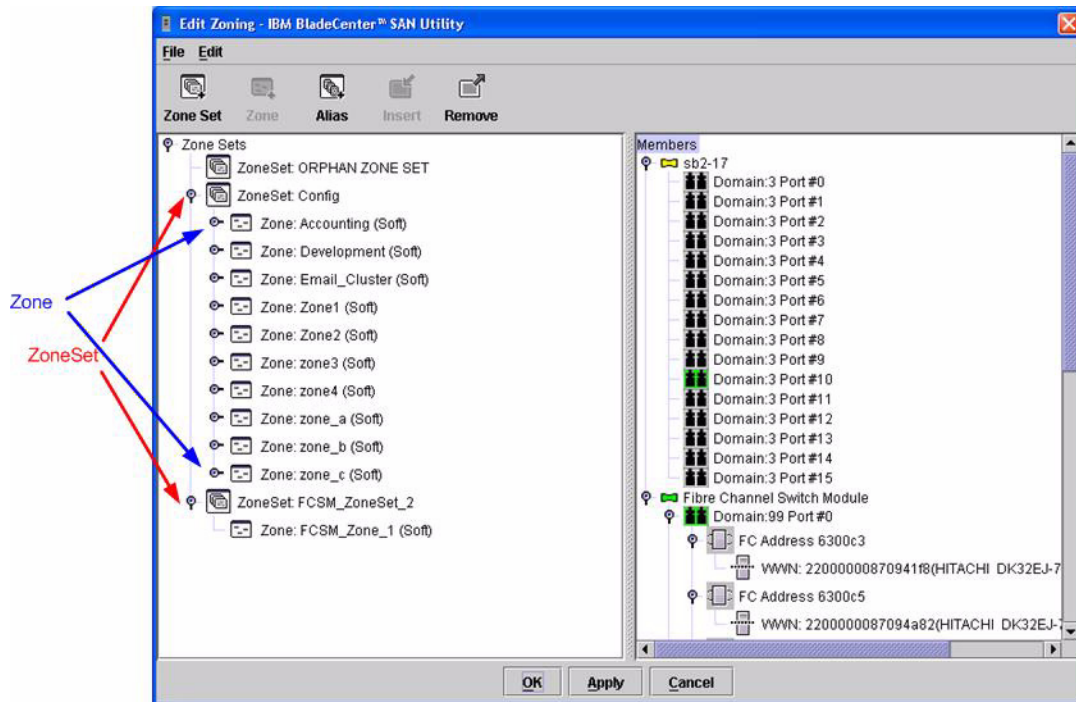 Edit Zoning - IBM BladeCenter™ SAN Utility
File Edit
Zone Set Zone Alias Insert Remove
Zone Sets
ZoneSet: ORPHAN ZONE SET
ZoneSet: Config
Zone: Accounting (Soft)
Zone: Development (Soft)
Zone: Email_Cluster (Soft)
Zone: Zone1 (Soft)
Zone: Zone2 (Soft)
Zone: zone3 (Soft)
Zone: zone4 (Soft)
Zone: zone_a (Soft)
Zone: zone_b (Soft)
Zone: zone_c (Soft)
ZoneSet: FCSM_ZoneSet_2
Zone: FCSM_Zone_1 (Soft)
Zone
ZoneSet
Members
sb2-17
Domain:3 Port#0
Domain:3 Port#1
Domain:3 Port#2
Domain:3 Port#3
Domain:3 Port#4
Domain:3 Port#5
Domain:3 Port#6
Domain:3 Port#7
Domain:3 Port#8
Domain:3 Port#9
Domain:3 Port#10
Domain:3 Port#11
Domain:3 Port#12
Domain:3 Port#13
Domain:3 Port#14
Domain:3 Port#15
Fibre Channel Switch Module
Domain:99 Port#0
FC Address 6300c3
WWN: 22000000870941f8(HITACHI DK32EJ-7
FC Address 6300c5
WWN: 2200000087094a82(HITACHI DK32EJ-7
OK Apply Cancel